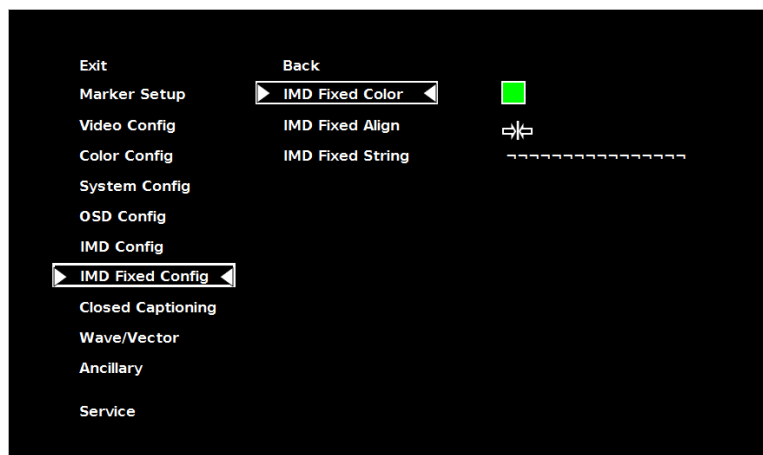 Exit
Back
Marker Setup
IMD Fixed Color
Video Config
IMD Fixed Align
Color Config
IMD Fixed String
¬¬¬¬¬¬¬¬¬¬¬¬¬¬¬¬
System Config
OSD Config
IMD Config
IMD Fixed Config
Closed Captioning
Wave/Vector
Ancillary
Service